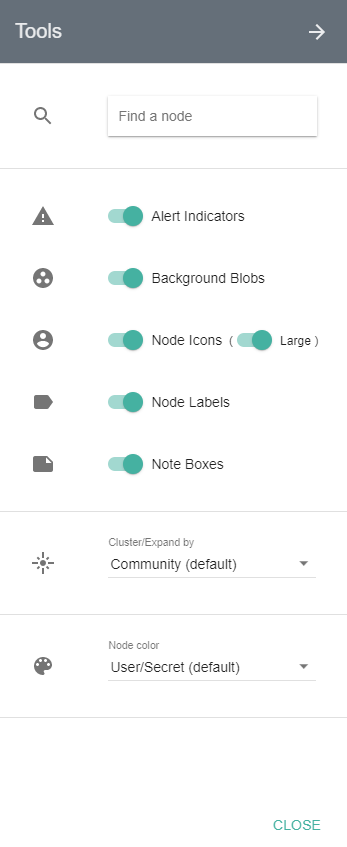 Tools
Find a node
Alert Indicators
Background Blobs
Node Icons ( Large )
Node Labels
Note Boxes
Cluster/Expand by
Community (default)
Node color
User/Secret (default)
CLOSE